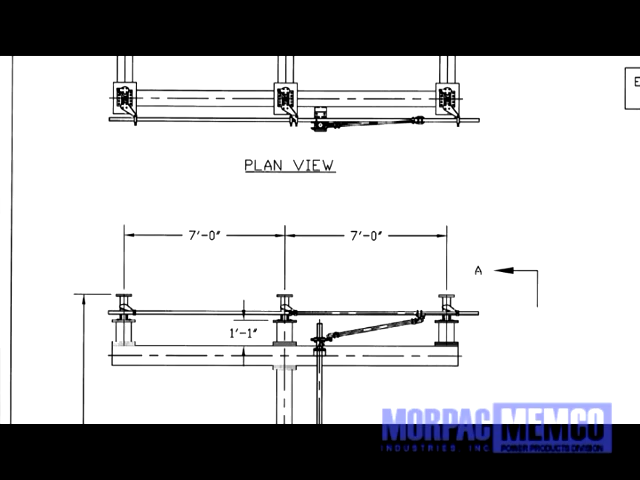 E
PLAN VIEW
7'-0" 7'-0"
A
1'-1"
MORPAC MEMCO
INDUSTRIES INC. POWER PRODUCTS DIVISION